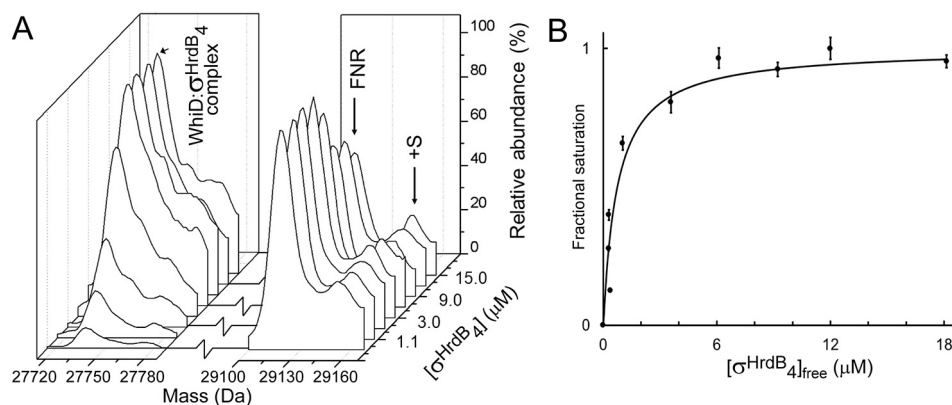 A
WhiD:σHrdB4
complex
FNR
+S
100
80
60
40
20
0
Relative abundance (%)
15.0
9.0
3.0
1.1
[σHrdB4] (μM)
27720 27750 27780 29100 29130 29160
Mass (Da)
B
1
0
Fractional saturation
0 6 12 18
[σHrdB4]free (μM)